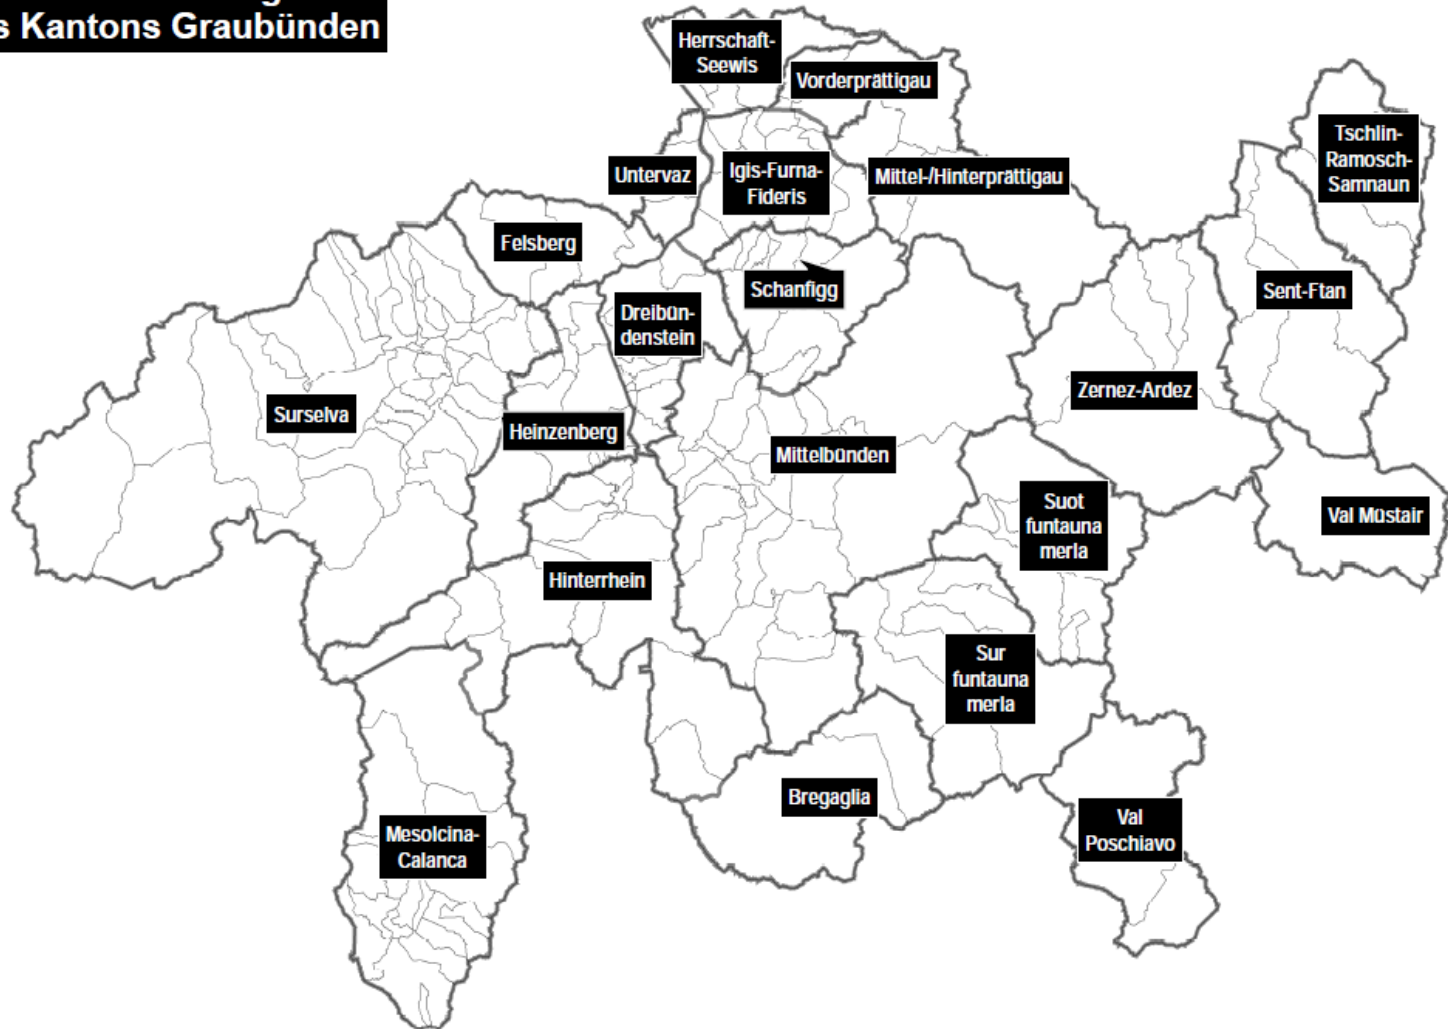 s Kantons Graubünden
Herrschaft-
Seewis
Vorderprättigau
Tschlin-
Ramosch-
Samnaun
Untervaz
Igis-Furna-
Fideris
Mittel-/Hinterprättigau
Felsberg
Schanfigg
Sent-Ftan
Dreibün-
denstein
Zernez-Ardez
Surselva
Heinzenberg
Mittelbünden
Suot
funtauna
merla
Val Müstair
Hinterrhein
Sur
funtauna
merla
Bregaglia
Val
Poschiavo
Mesolcina-
Calanca